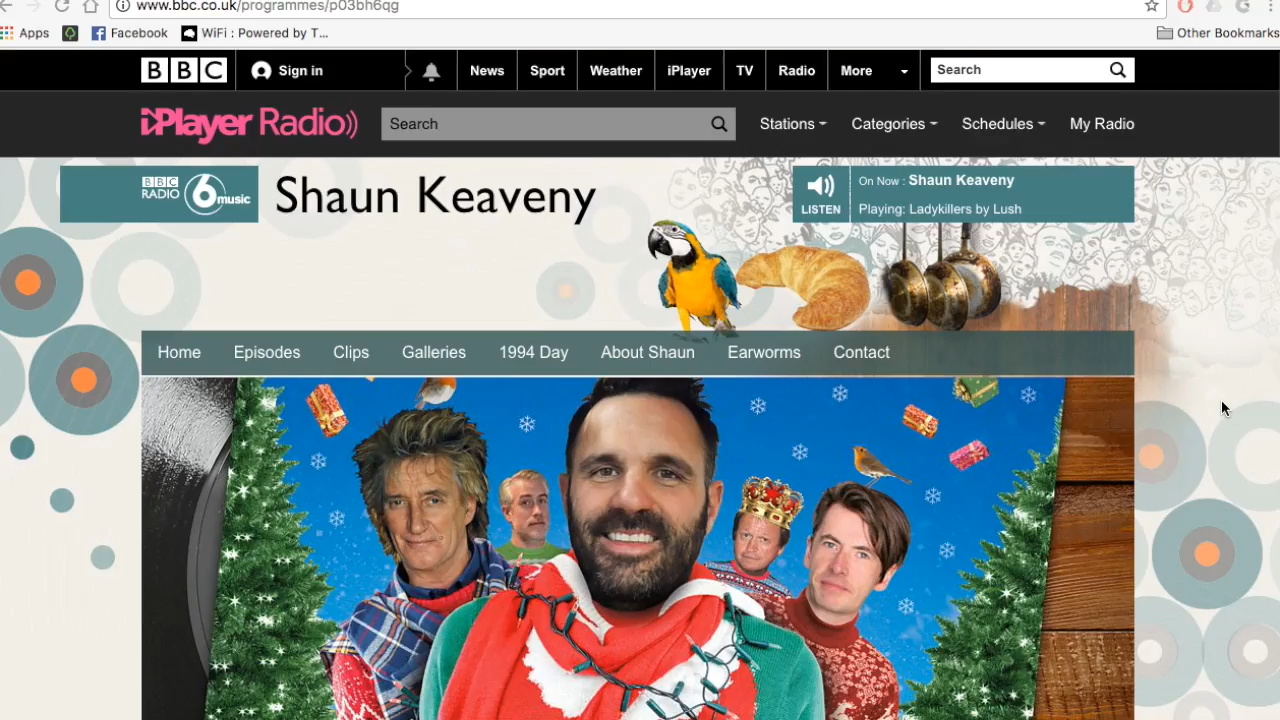 www.bbc.co.uk/programmes/p03bh6qg
Apps Facebook WiFi : Powered by T... Other Bookmarks
BBC Sign in News Sport Weather iPlayer TV Radio More Search
iPlayer Radio Search Stations Categories Schedules My Radio
BBC RADIO 6 music
Shaun Keaveny
LISTEN
On Now : Shaun Keaveny
Playing: Ladykillers by Lush
Home Episodes Clips Galleries 1994 Day About Shaun Earworms Contact